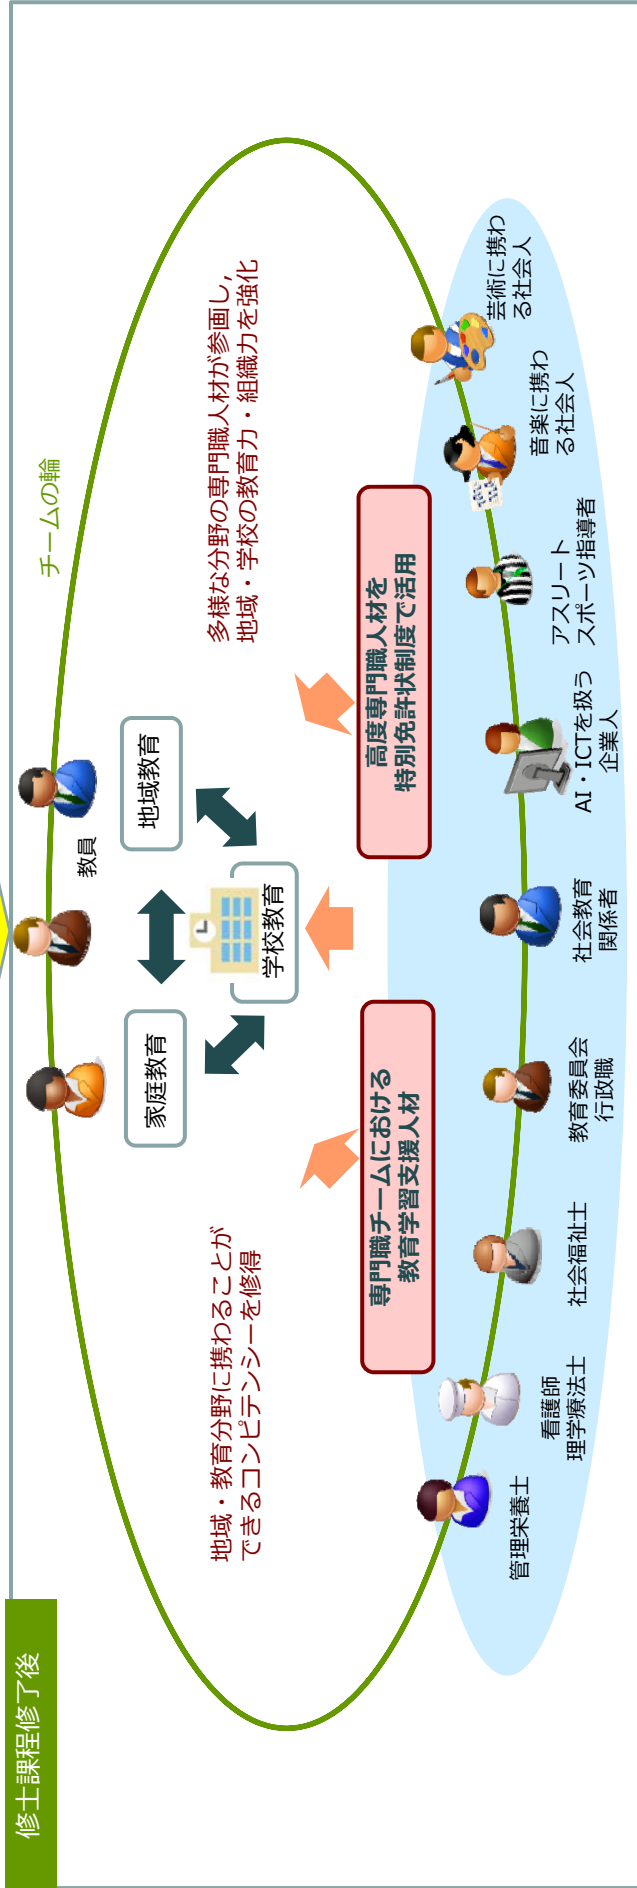 修士課程修了後
チームの輪
教員
家庭教育
地域教育
学校教育
地域・教育分野に携わることが
できるコンピテンシーを修得
多様な分野の専門職人材が参画し,
地域・学校の教育力・組織力を強化
専門職チームにおける
教育学習支援人材
高度専門職人材を
特別免許状制度で活用
管理栄養士
看護師
理学療法士
社会福祉士
教育委員会
行政職
社会教育
関係者
AI・ICTを扱う
企業人
アスリート
スポーツ指導者
音楽に携わ
る社会人
芸術に携わ
る社会人